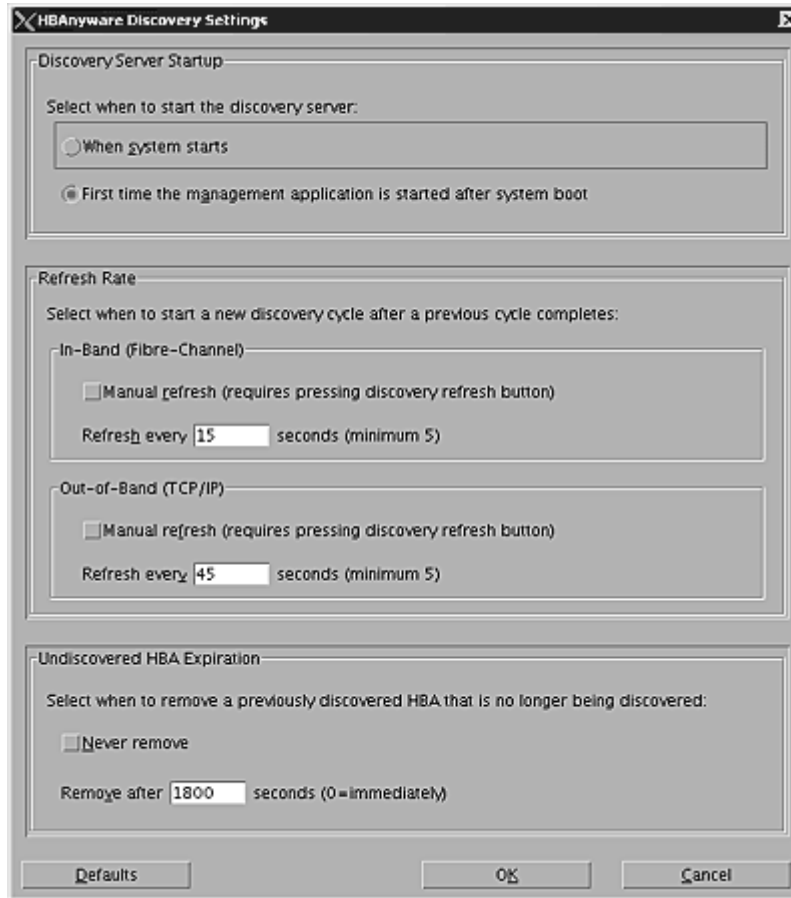 HBAnyware Discovery Settings
Discovery Server Startup
Select when to start the discovery server:
When system starts
First time the management application is started after system boot
Refresh Rate
Select when to start a new discovery cycle after a previous cycle completes:
In-Band (Fibre-Channel)
Manual refresh (requires pressing discovery refresh button)
Refresh every 15 seconds (minimum 5)
Out-of-Band (TCP/IP)
Manual refresh (requires pressing discovery refresh button)
Refresh every 45 seconds (minimum 5)
Undiscovered HBA Expiration
Select when to remove a previously discovered HBA that is no longer being discovered:
Never remove
Remove after 1800 seconds (0=immediately)
Defaults OK Cancel